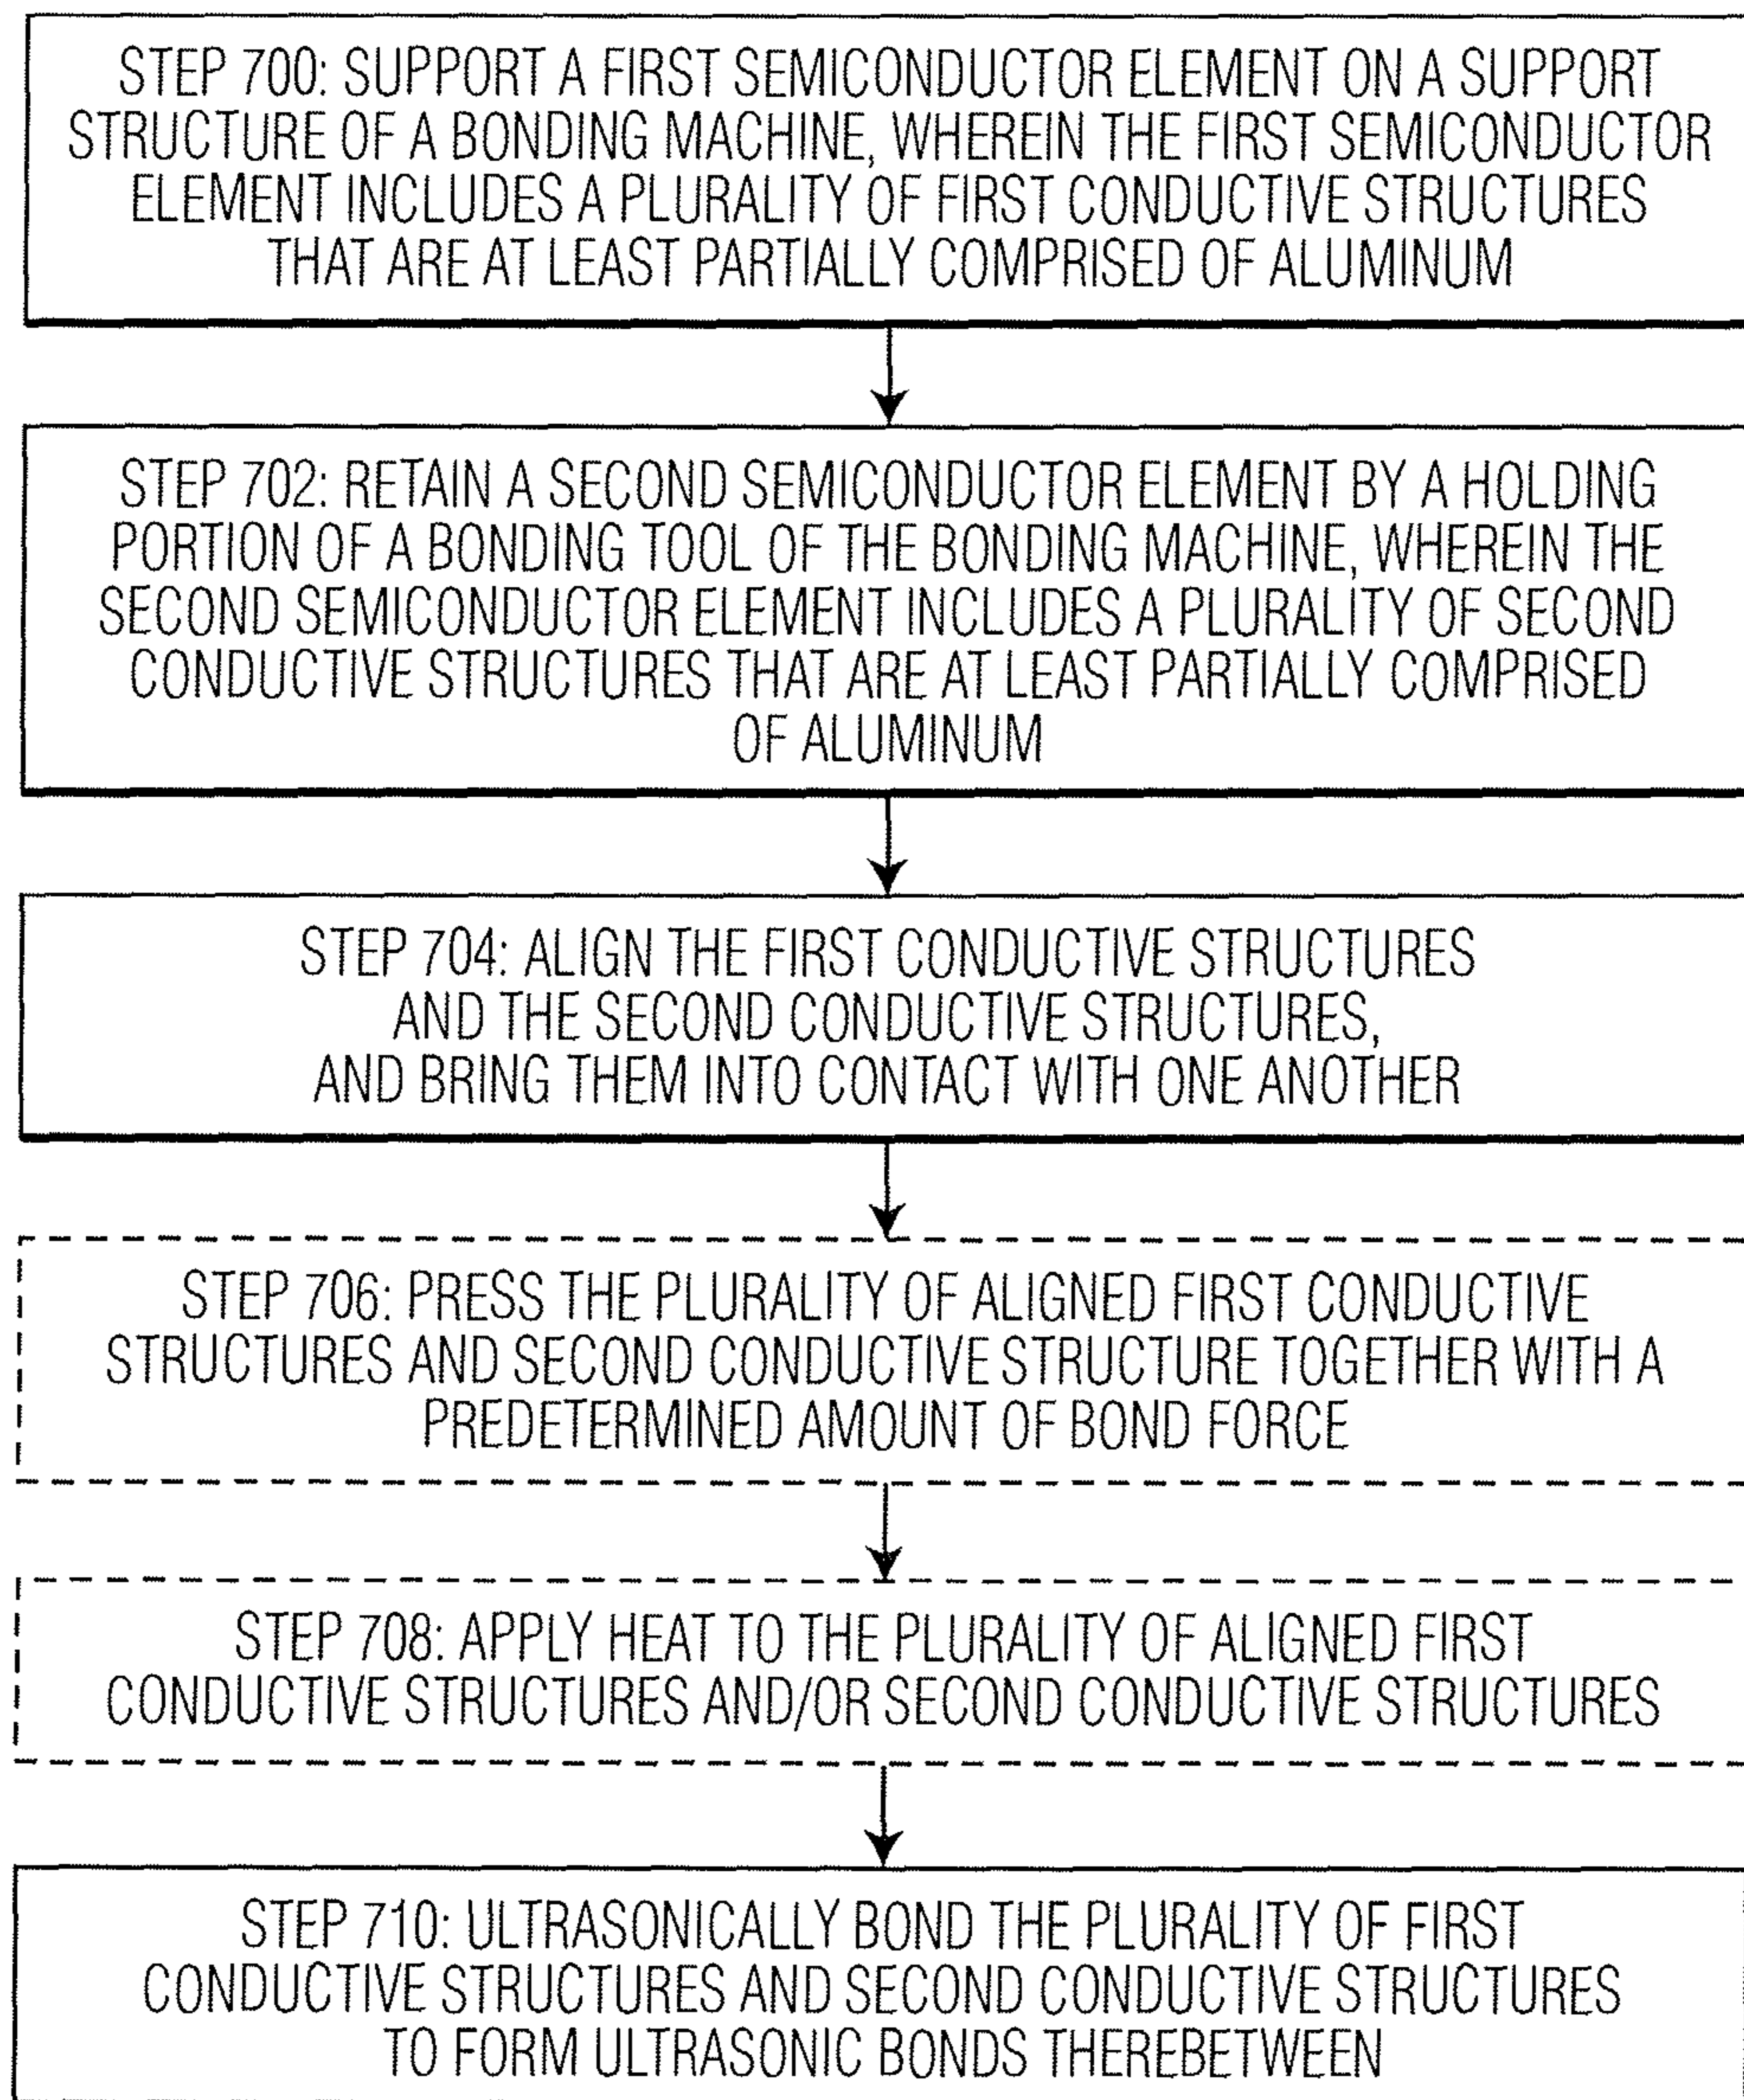 STEP 700: SUPPORT A FIRST SEMICONDUCTOR ELEMENT ON A SUPPORT
STRUCTURE OF A BONDING MACHINE, WHEREIN THE FIRST SEMICONDUCTOR
ELEMENT INCLUDES A PLURALITY OF FIRST CONDUCTIVE STRUCTURES
THAT ARE AT LEAST PARTIALLY COMPRISED OF ALUMINUM
STEP 702: RETAIN A SECOND SEMICONDUCTOR ELEMENT BY A HOLDING
PORTION OF A BONDING TOOL OF THE BONDING MACHINE, WHEREIN THE
SECOND SEMICONDUCTOR ELEMENT INCLUDES A PLURALITY OF SECOND
CONDUCTIVE STRUCTURES THAT ARE AT LEAST PARTIALLY COMPRISED
OF ALUMINUM
STEP 704: ALIGN THE FIRST CONDUCTIVE STRUCTURES
AND THE SECOND CONDUCTIVE STRUCTURES,
AND BRING THEM INTO CONTACT WITH ONE ANOTHER
STEP 706: PRESS THE PLURALITY OF ALIGNED FIRST CONDUCTIVE
STRUCTURES AND SECOND CONDUCTIVE STRUCTURE TOGETHER WITH A
PREDETERMINED AMOUNT OF BOND FORCE
STEP 708: APPLY HEAT TO THE PLURALITY OF ALIGNED FIRST
CONDUCTIVE STRUCTURES AND/OR SECOND CONDUCTIVE STRUCTURES
STEP 710: ULTRASONICALLY BOND THE PLURALITY OF FIRST
CONDUCTIVE STRUCTURES AND SECOND CONDUCTIVE STRUCTURES
TO FORM ULTRASONIC BONDS THEREBETWEEN